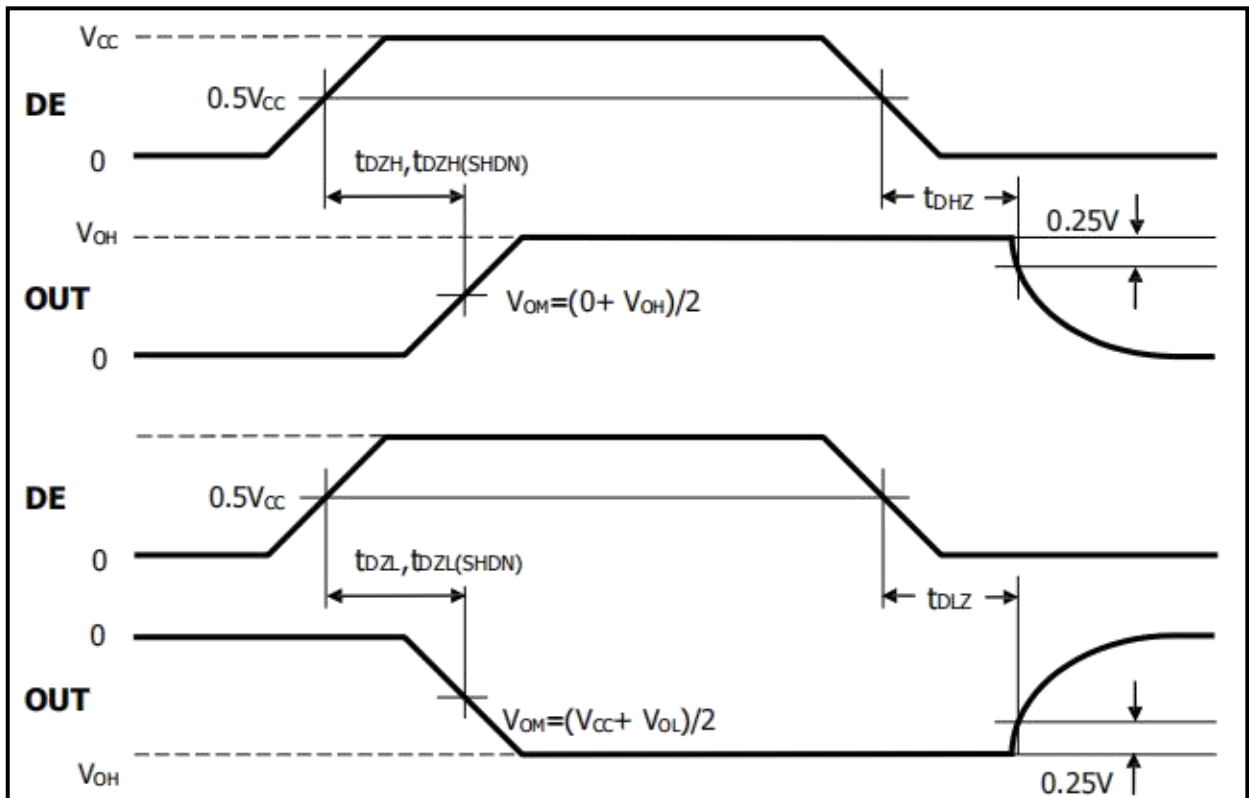 VCC
DE
0.5VCC
0
tDZH,tDZH(SHDN)
tDHZ
0.25V
VOH
OUT
VOM=(0+ VOH)/2
0
DE
0.5VCC
0
tDZL,tDZL(SHDN)
tDLZ
0
OUT
VOM=(VCC+ VOL)/2
VOH
0.25V